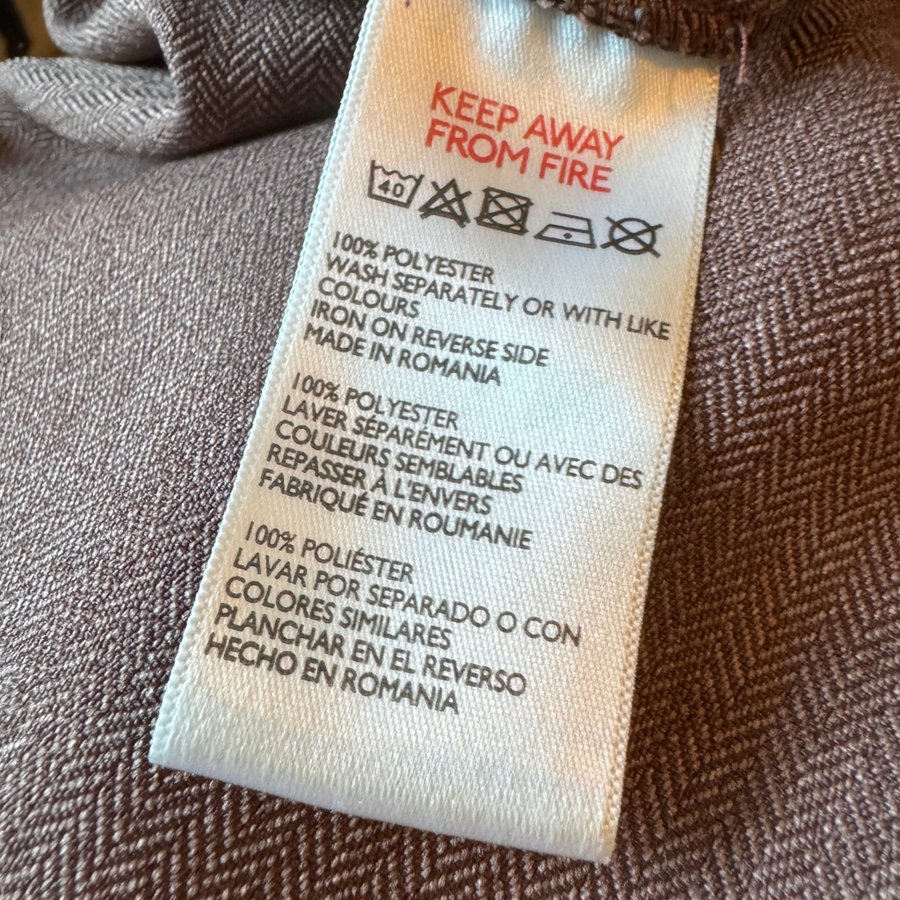 KEEP AWAY
FROM FIRE
40
100% POLYESTER
WASH SEPARATELY OR WITH LIKE
COLOURS
IRON ON REVERSE SIDE
MADE IN ROMANIA
100% POLYESTER
LAVER SÉPARÉMENT OU AVEC DES
COULEURS SEMBLABLES
REPASSER À L'ENVERS
FABRIQUÉ EN ROUMANIE
100% POLIÉSTER
LAVAR POR SEPARADO O CON
COLORES SIMILARES
PLANCHAR EN EL REVERSO
HECHO EN ROMANIA